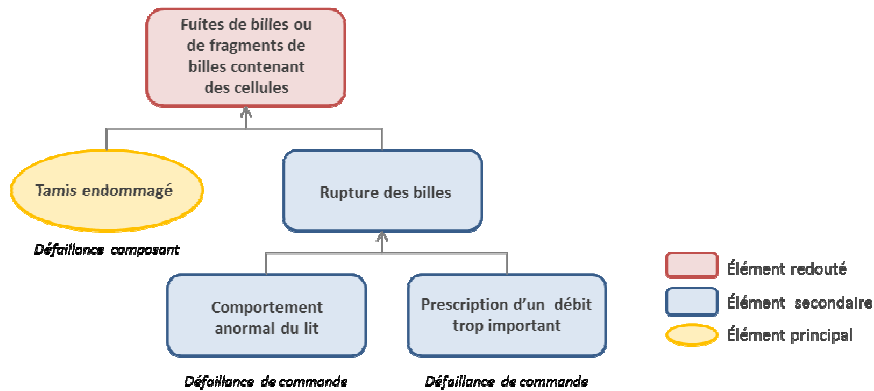 Fuites de billes ou
de fragments de
billes contenant
des cellules
Tamis endommagé
Rupture des billes
Défaillance composant
Comportement
anormal du lit
Prescription d'un débit
trop important
Défaillance de commande
Défaillance de commande
Élément redouté
Élément secondaire
Élément principal